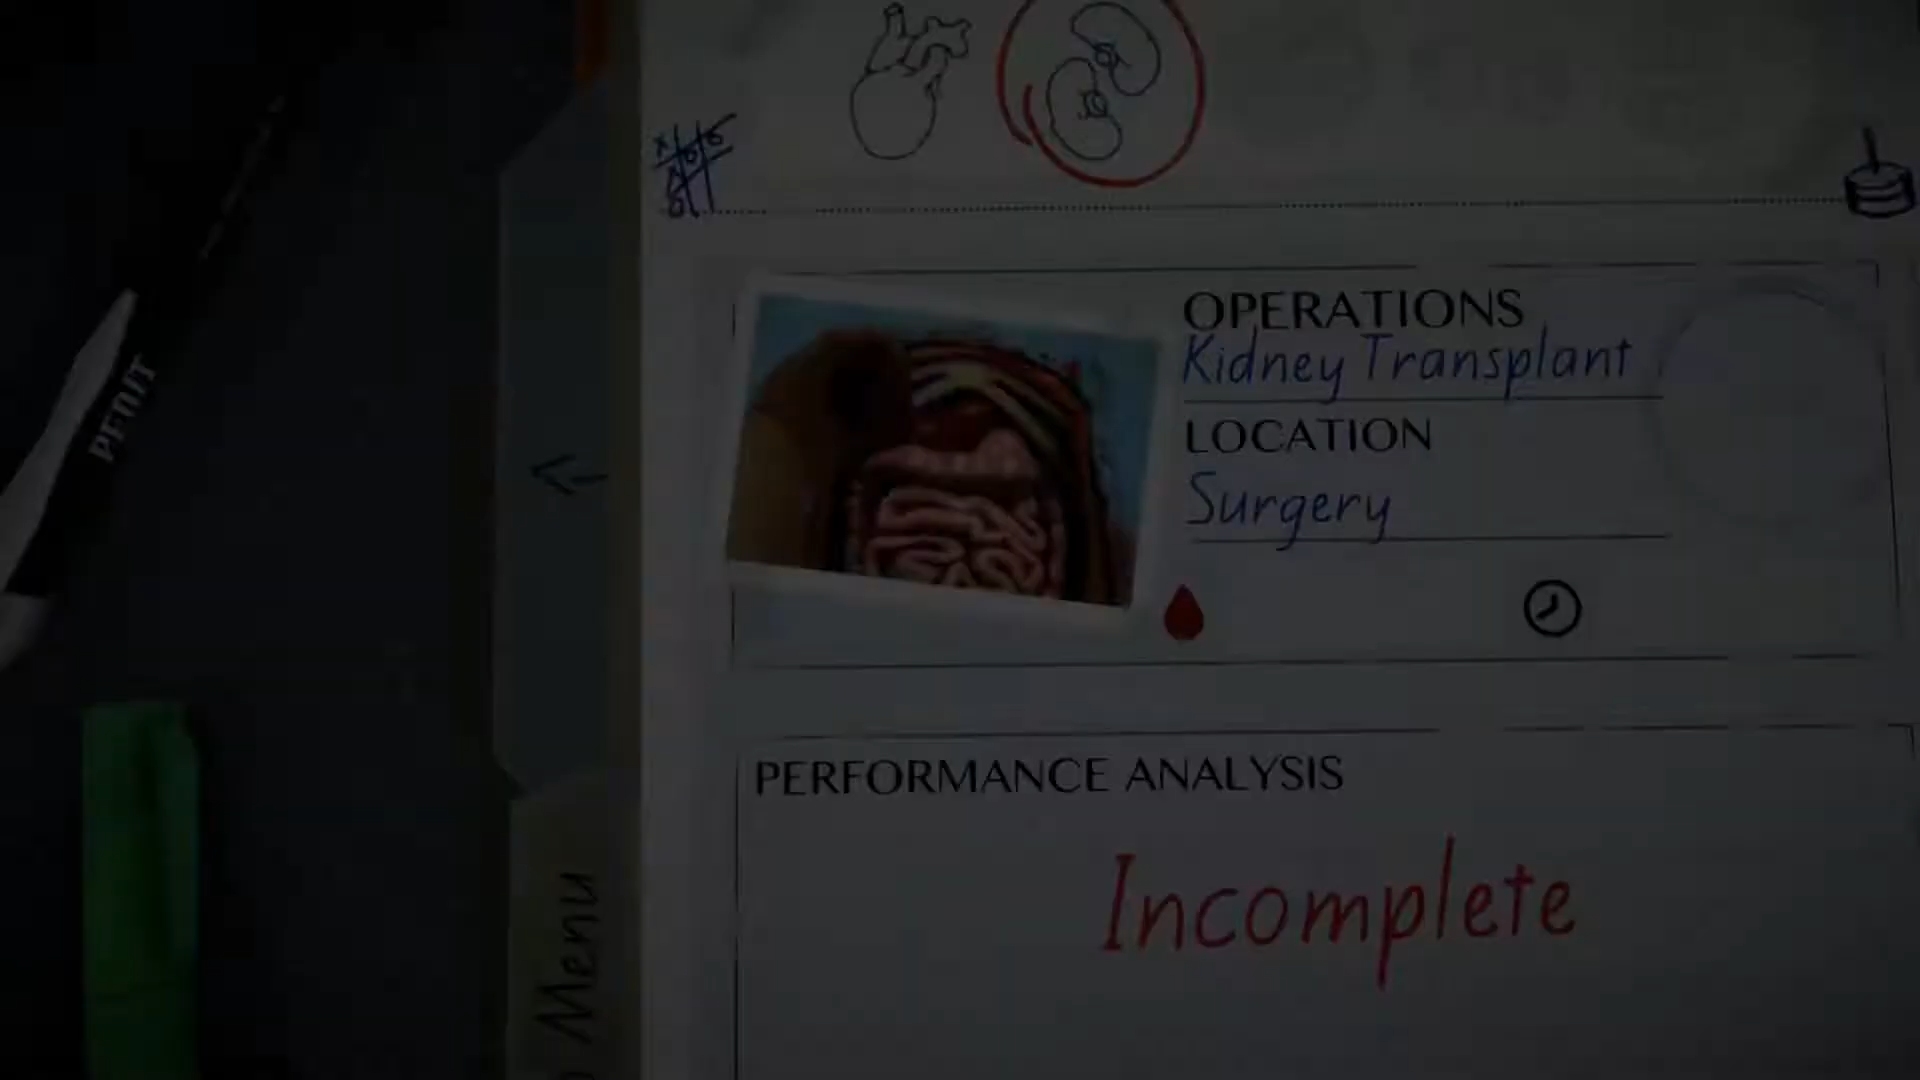 OPERATIONS
Kidney Transplant
LOCATION
Surgery
PERFORMANCE ANALYSIS
Incomplete
Menu